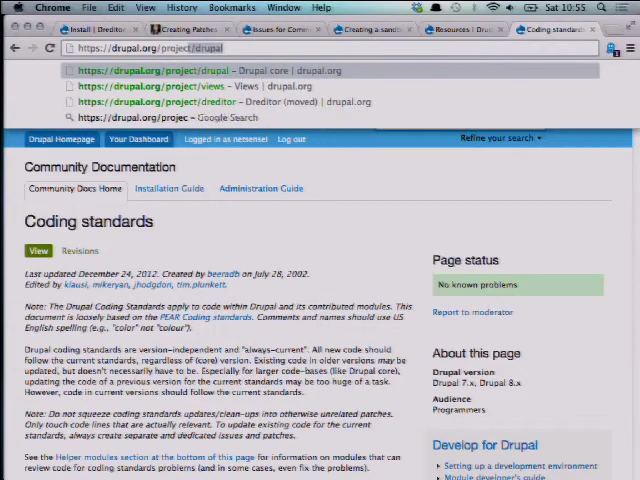 Chrome File Edit View History Bookmarks Window Help Sat 10:55
Install | Dreditor
Creating Patches
Issues for Comm
Creating a sandb
Resources | Drup
Coding standards
https://drupal.org/project/drupal
https://drupal.org/project/drupal – Drupal core | drupal.org
https://drupal.org/project/views – Views | drupal.org
https://drupal.org/project/dreditor – Dreditor (moved) | drupal.org
https://drupal.org/projec – Google Search
Drupal Homepage Your Dashboard Logged in as netsensei Log out Refine your search
Community Documentation
Community Docs Home Installation Guide Administration Guide
Coding standards
View Revisions
Last updated December 24, 2012. Created by beeradb on July 28, 2002.
Edited by klausi, mikeryan, jhodgdon, tim.plunkett.
Note: The Drupal Coding Standards apply to code within Drupal and its contributed modules. This
document is loosely based on the PEAR Coding standards. Comments and names should use US
English spelling (e.g., "color" not "colour").
Drupal coding standards are version-independent and "always-current". All new code should
follow the current standards, regardless of (core) version. Existing code in older versions may be
updated, but doesn't necessarily have to be. Especially for larger code-bases (like Drupal core),
updating the code of a previous version for the current standards may be too huge of a task.
However, code in current versions should follow the current standards.
Note: Do not squeeze coding standards updates/clean-ups into otherwise unrelated patches.
Only touch code lines that are actually relevant. To update existing code for the current
standards, always create separate and dedicated issues and patches.
See the Helper modules section at the bottom of this page for information on modules that can
review code for coding standards problems (and in some cases, even fix the problems).
Page status
No known problems
Report to moderator
About this page
Drupal version
Drupal 7.x, Drupal 8.x
Audience
Programmers
Develop for Drupal
Setting up a development environment
Module developer's guide